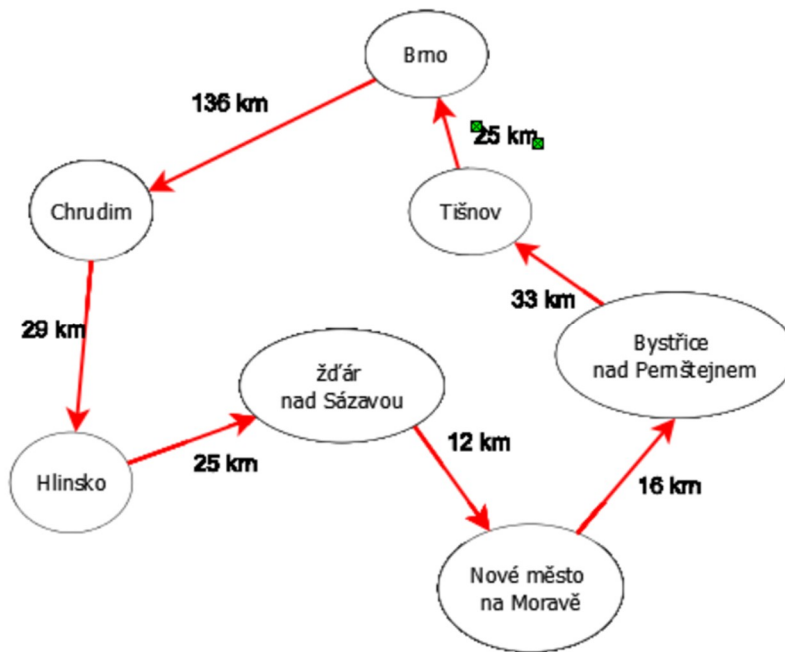 Brno
136 km
25 km
Chrudim
Tišnov
33 km
29 km
Bystřice
nad Pernštejnem
žďár
nad Sázavou
12 km
25 km
Hlinsko
16 km
Nové město
na Moravě